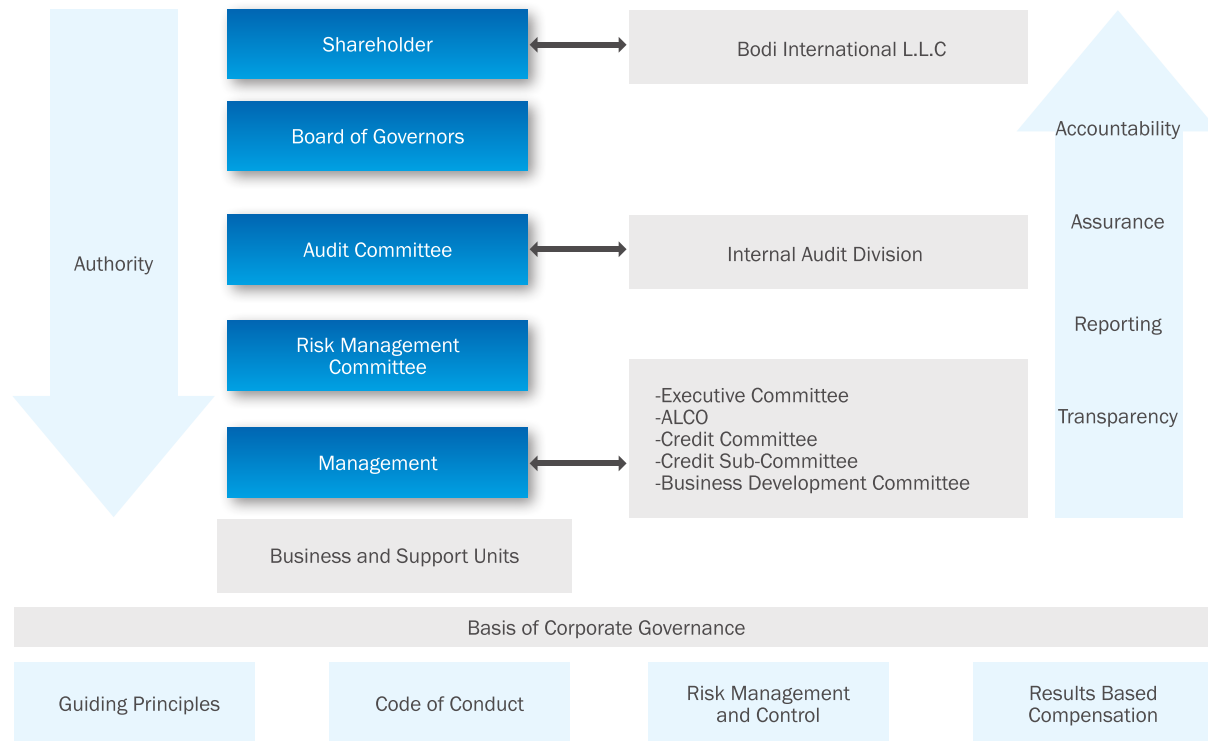 Shareholder
Bodi International L.L.C
Board of Governors
Accountability
Audit Committee
Internal Audit Division
Assurance
Authority
Risk Management
Committee
Reporting
Management
-Executive Committee
-ALCO
-Credit Committee
-Credit Sub-Committee
-Business Development Committee
Transparency
Business and Support Units
Basis of Corporate Governance
Guiding Principles
Code of Conduct
Risk Management
and Control
Results Based
Compensation